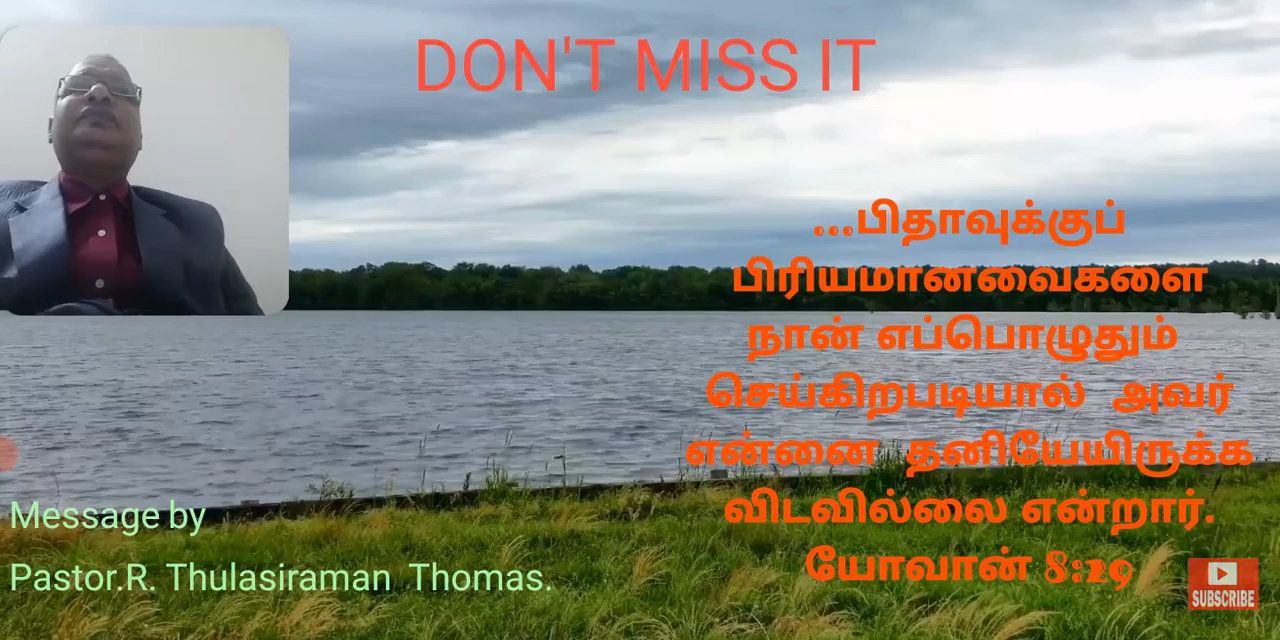 DON'T MISS IT
...பிதாவுக்குப்
பிரியமானவைகளை
நான் எப்பொழுதும்
செய்கிறபடியால் அவர்
என்னை தனியேயிருக்க
விடவில்லை என்றார்.
யோவான் 8:29
Message by
Pastor.R. Thulasiraman Thomas.
SUBSCRIBE